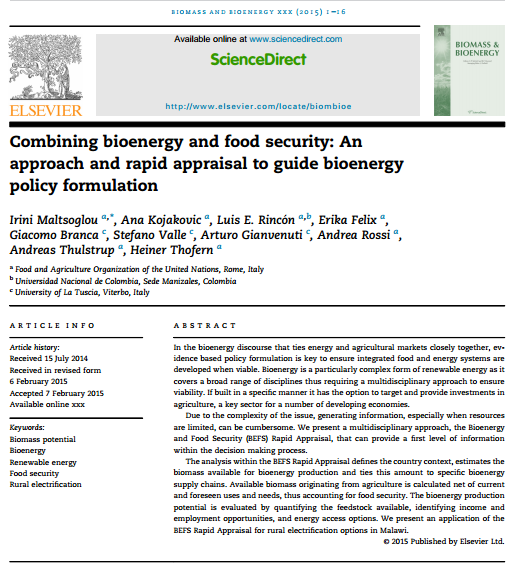 BIOMASS AND BIOENERGY XXX (2015) 1–16
Available online at www.sciencedirect.com
ScienceDirect
http://www.elsevier.com/locate/biombioe
ELSEVIER
BIOMASS &
BIOENERGY
Combining bioenergy and food security: An
approach and rapid appraisal to guide bioenergy
policy formulation
Irini Maltsoglou a,*, Ana Kojakovic a, Luis E. Rincón a,b, Erika Felix a,
Giacomo Branca c, Stefano Valle c, Arturo Gianvenuti c, Andrea Rossi a,
Andreas Thulstrup a, Heiner Thofern a
a Food and Agriculture Organization of the United Nations, Rome, Italy
b Universidad Nacional de Colombia, Sede Manizales, Colombia
c University of La Tuscia, Viterbo, Italy
ARTICLE INFO
Article history:
Received 15 July 2014
Received in revised form
6 February 2015
Accepted 7 February 2015
Available online xxx
Keywords:
Biomass potential
Bioenergy
Renewable energy
Food security
Rural electrification
ABSTRACT
In the bioenergy discourse that ties energy and agricultural markets closely together, ev-
idence based policy formulation is key to ensure integrated food and energy systems are
developed when viable. Bioenergy is a particularly complex form of renewable energy as it
covers a broad range of disciplines thus requiring a multidisciplinary approach to ensure
viability. If built in a specific manner it has the option to target and provide investments in
agriculture, a key sector for a number of developing economies.
Due to the complexity of the issue, generating information, especially when resources
are limited, can be cumbersome. We present a multidisciplinary approach, the Bioenergy
and Food Security (BEFS) Rapid Appraisal, that can provide a first level of information
within the decision making process.
The analysis within the BEFS Rapid Appraisal defines the country context, estimates the
biomass available for bioenergy production and ties this amount to specific bioenergy
supply chains. Available biomass originating from agriculture is calculated net of current
and foreseen uses and needs, thus accounting for food security. The bioenergy production
potential is evaluated by quantifying the feedstock available, identifying income and
employment opportunities, and energy access options. We present an application of the
BEFS Rapid Appraisal for rural electrification options in Malawi.
© 2015 Published by Elsevier Ltd.